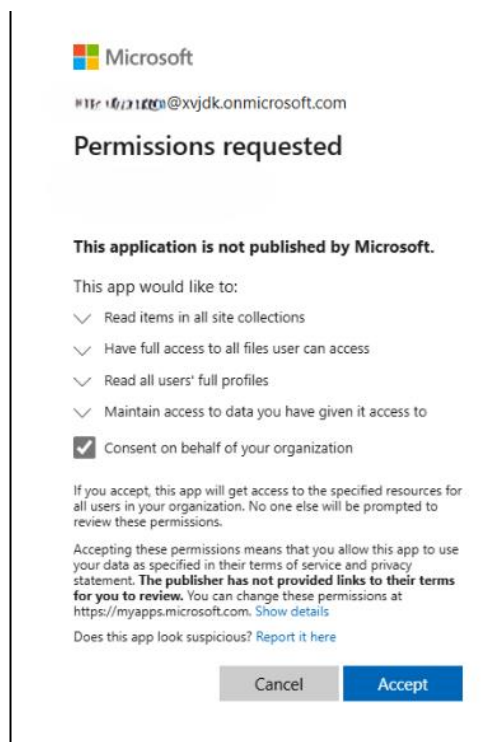 Microsoft
@xvjdk.onmicrosoft.com
Permissions requested
This application is not published by Microsoft.
This app would like to:
Read items in all site collections
Have full access to all files user can access
Read all users' full profiles
Maintain access to data you have given it access to
Consent on behalf of your organization
If you accept, this app will get access to the specified resources for
all users in your organization. No one else will be prompted to
review these permissions.
Accepting these permissions means that you allow this app to use
your data as specified in their terms of service and privacy
statement. The publisher has not provided links to their terms
for you to review. You can change these permissions at
https://myapps.microsoft.com. Show details
Does this app look suspicious? Report it here
Cancel Accept